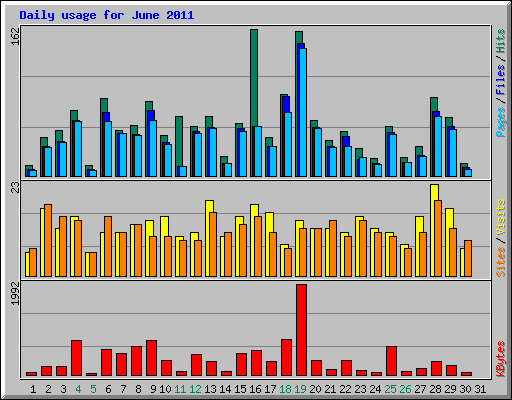 Daily usage for June 2011
162
Pages / Files / Hits
23
Sites / Visits
1992
KBytes
1 2 3 4 5 6 7 8 9 10 11 12 13 14 15 16 17 18 19 20 21 22 23 24 25 26 27 28 29 30 31